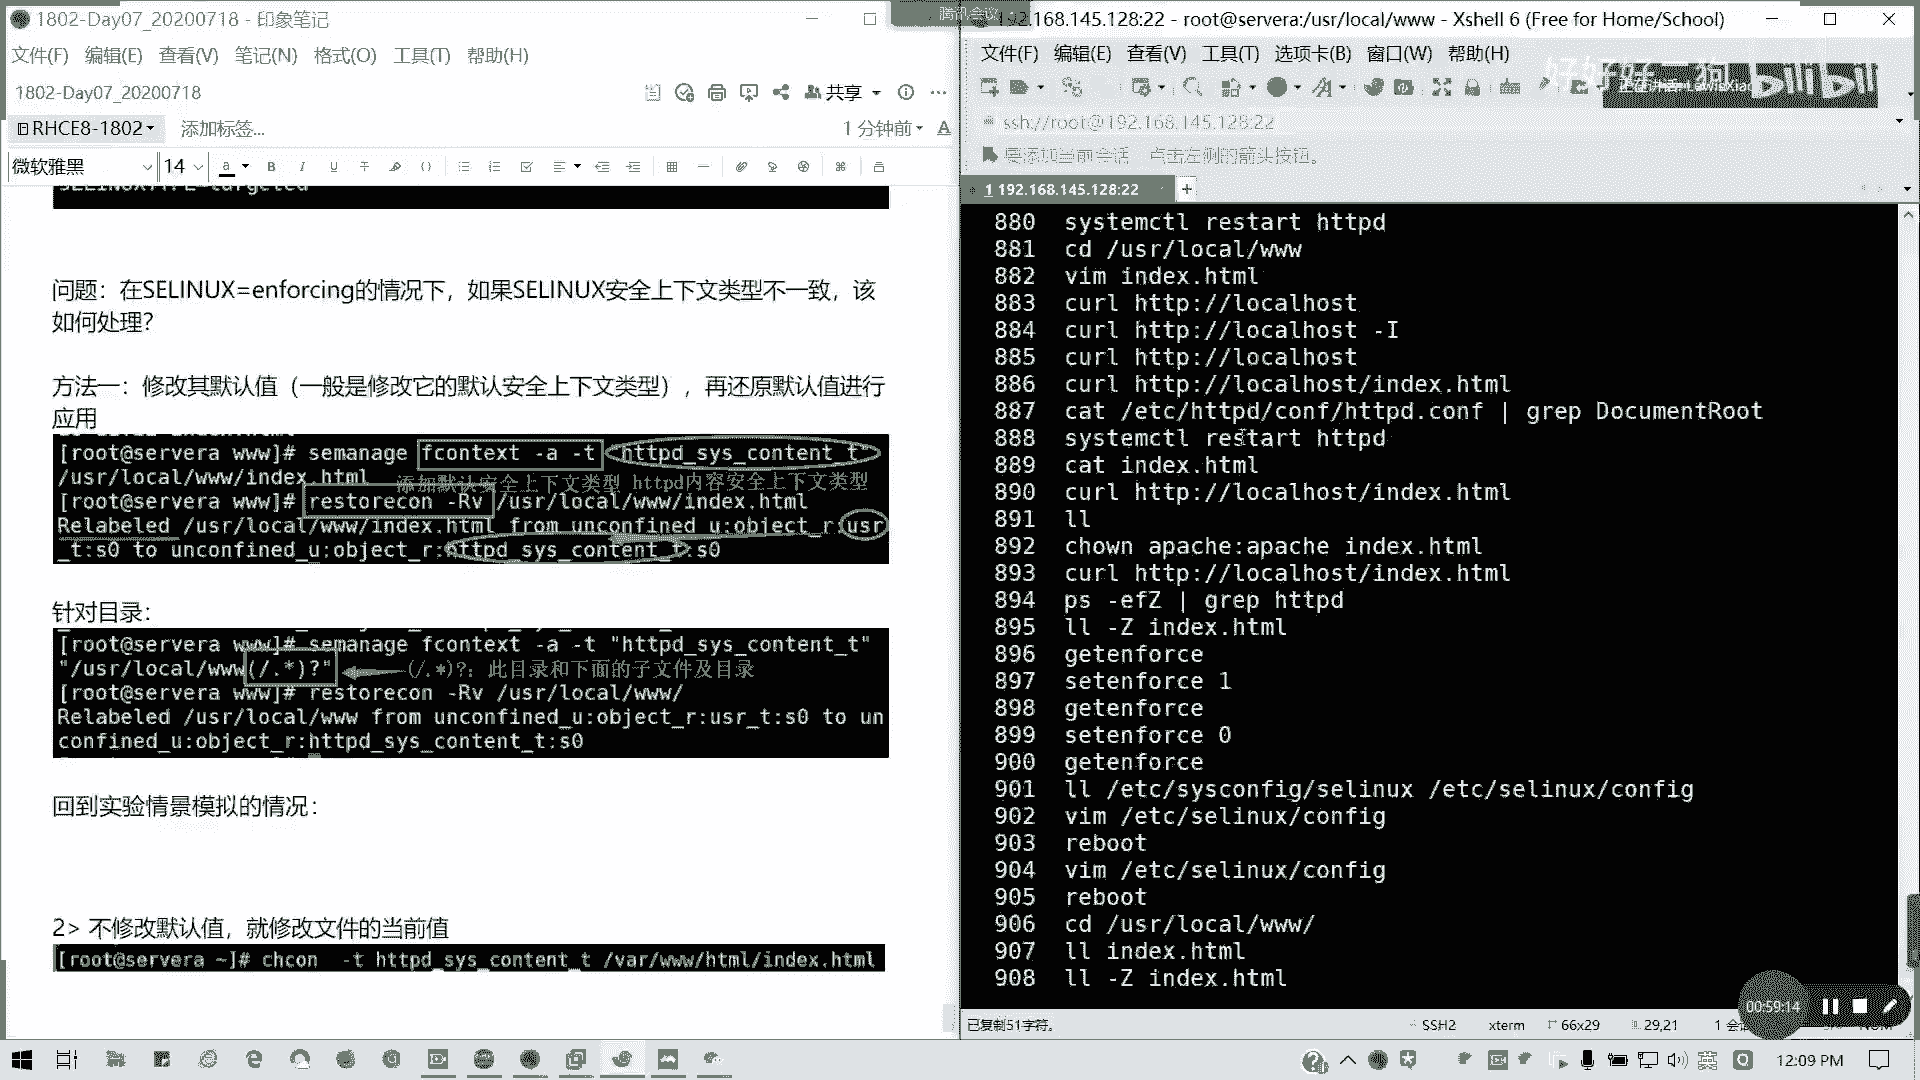 1802-Day07_20200718 - 印象笔记
文件(F) 编辑(E) 查看(V) 笔记(N) 格式(O) 工具(T) 帮助(H)
1802-Day07_20200718
共享
RHCE8-1802
添加标签...
1 分钟前
微软雅黑
14
SELINUXTYPE=targeted
问题：在SELINUX=enforcing的情况下，如果SELINUX安全上下文类型不一致，该
如何处理？
方法一：修改其默认值（一般是修改它的默认安全上下文类型），再还原默认值进行
应用
[root@servera www]# semanage fcontext -a -t "httpd_sys_content_t"
/usr/local/www/index.html
添加默认安全上下文类型 httpd内容安全上下文类型
[root@servera www]# restorecon -Rv /usr/local/www/index.html
Relabeled /usr/local/www/index.html from unconfined_u:object_r:usr
_t:s0 to unconfined_u:object_r:httpd_sys_content_t:s0
针对目录：
[root@servera www]# semanage fcontext -a -t "httpd_sys_content_t"
"/usr/local/www(/.*)?"
(/.*)?：此目录和下面的子文件及目录
[root@servera www]# restorecon -Rv /usr/local/www/
Relabeled /usr/local/www from unconfined_u:object_r:usr_t:s0 to un
confined_u:object_r:httpd_sys_content_t:s0
回到实验情景模拟的情况：
2> 不修改默认值，就修改文件的当前值
[root@servera ~]# chcon  -t httpd_sys_content_t /var/www/html/index.html
腾讯会议
192.168.145.128:22 - root@servera:/usr/local/www - Xshell 6 (Free for Home/School)
文件(F) 编辑(E) 查看(V) 工具(T) 选项卡(B) 窗口(W) 帮助(H)
bilibili
ssh://root@192.168.145.128:22
要添加当前会话，点击左侧的箭头按钮。
1 192.168.145.128:22
880  systemctl restart httpd
881  cd /usr/local/www
882  vim index.html
883  curl http://localhost
884  curl http://localhost -I
885  curl http://localhost
886  curl http://localhost/index.html
887  cat /etc/httpd/conf/httpd.conf | grep DocumentRoot
888  systemctl restart httpd
889  cat index.html
890  curl http://localhost/index.html
891  ll
892  chown apache:apache index.html
893  curl http://localhost/index.html
894  ps -efZ | grep httpd
895  ll -Z index.html
896  getenforce
897  setenforce 1
898  getenforce
899  setenforce 0
900  getenforce
901  ll /etc/sysconfig/selinux /etc/selinux/config
902  vim /etc/selinux/config
903  reboot
904  vim /etc/selinux/config
905  reboot
906  cd /usr/local/www/
907  ll index.html
908  ll -Z index.html
00:59:14
已复制51字符。
SSH2
xterm
66x29
29,21
1 会
NUM
英
12:09 PM